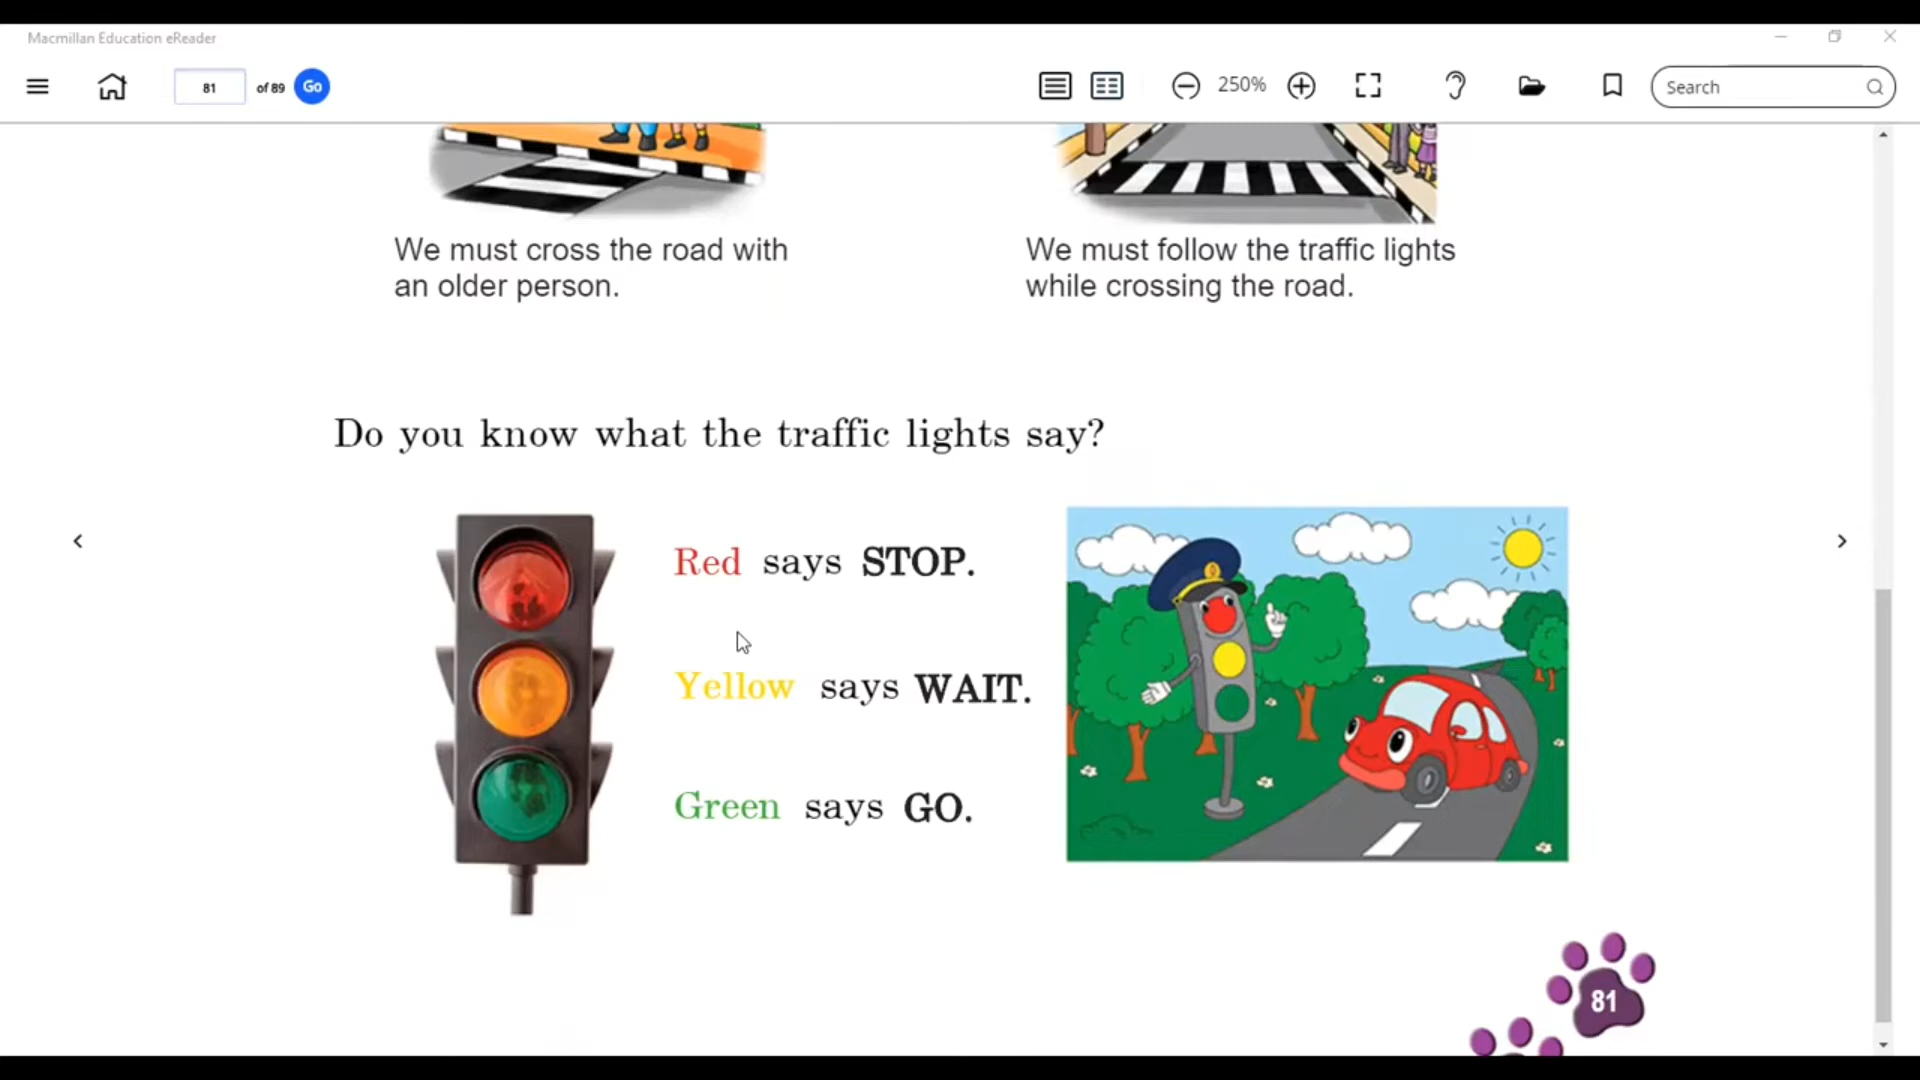 Macmillan Education eReader
81 of 89 Go 250% Search
We must cross the road with
an older person.
We must follow the traffic lights
while crossing the road.
Do you know what the traffic lights say?
Red says STOP.
Yellow says WAIT.
Green says GO.
81